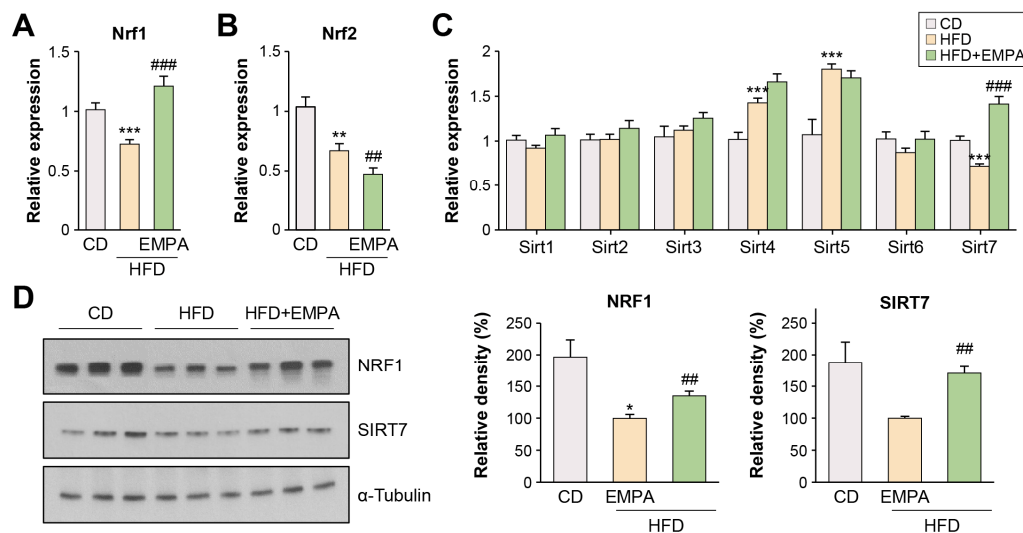 A
Nrf1
Relative expression
1.5
1
0.5
0
***
###
CD
EMPA
HFD
B
Nrf2
Relative expression
1.5
1
0.5
0
**
##
CD
EMPA
HFD
C
CD
HFD
HFD+EMPA
Relative expression
2
1.5
1
0.5
0
***
***
***
###
Sirt1 Sirt2 Sirt3 Sirt4 Sirt5 Sirt6 Sirt7
D
CD HFD HFD+EMPA
NRF1
SIRT7
α-Tubulin
NRF1
Relative density (%)
250
200
150
100
50
0
*
##
CD EMPA
HFD
SIRT7
Relative density (%)
250
200
150
100
50
0
##
CD EMPA
HFD